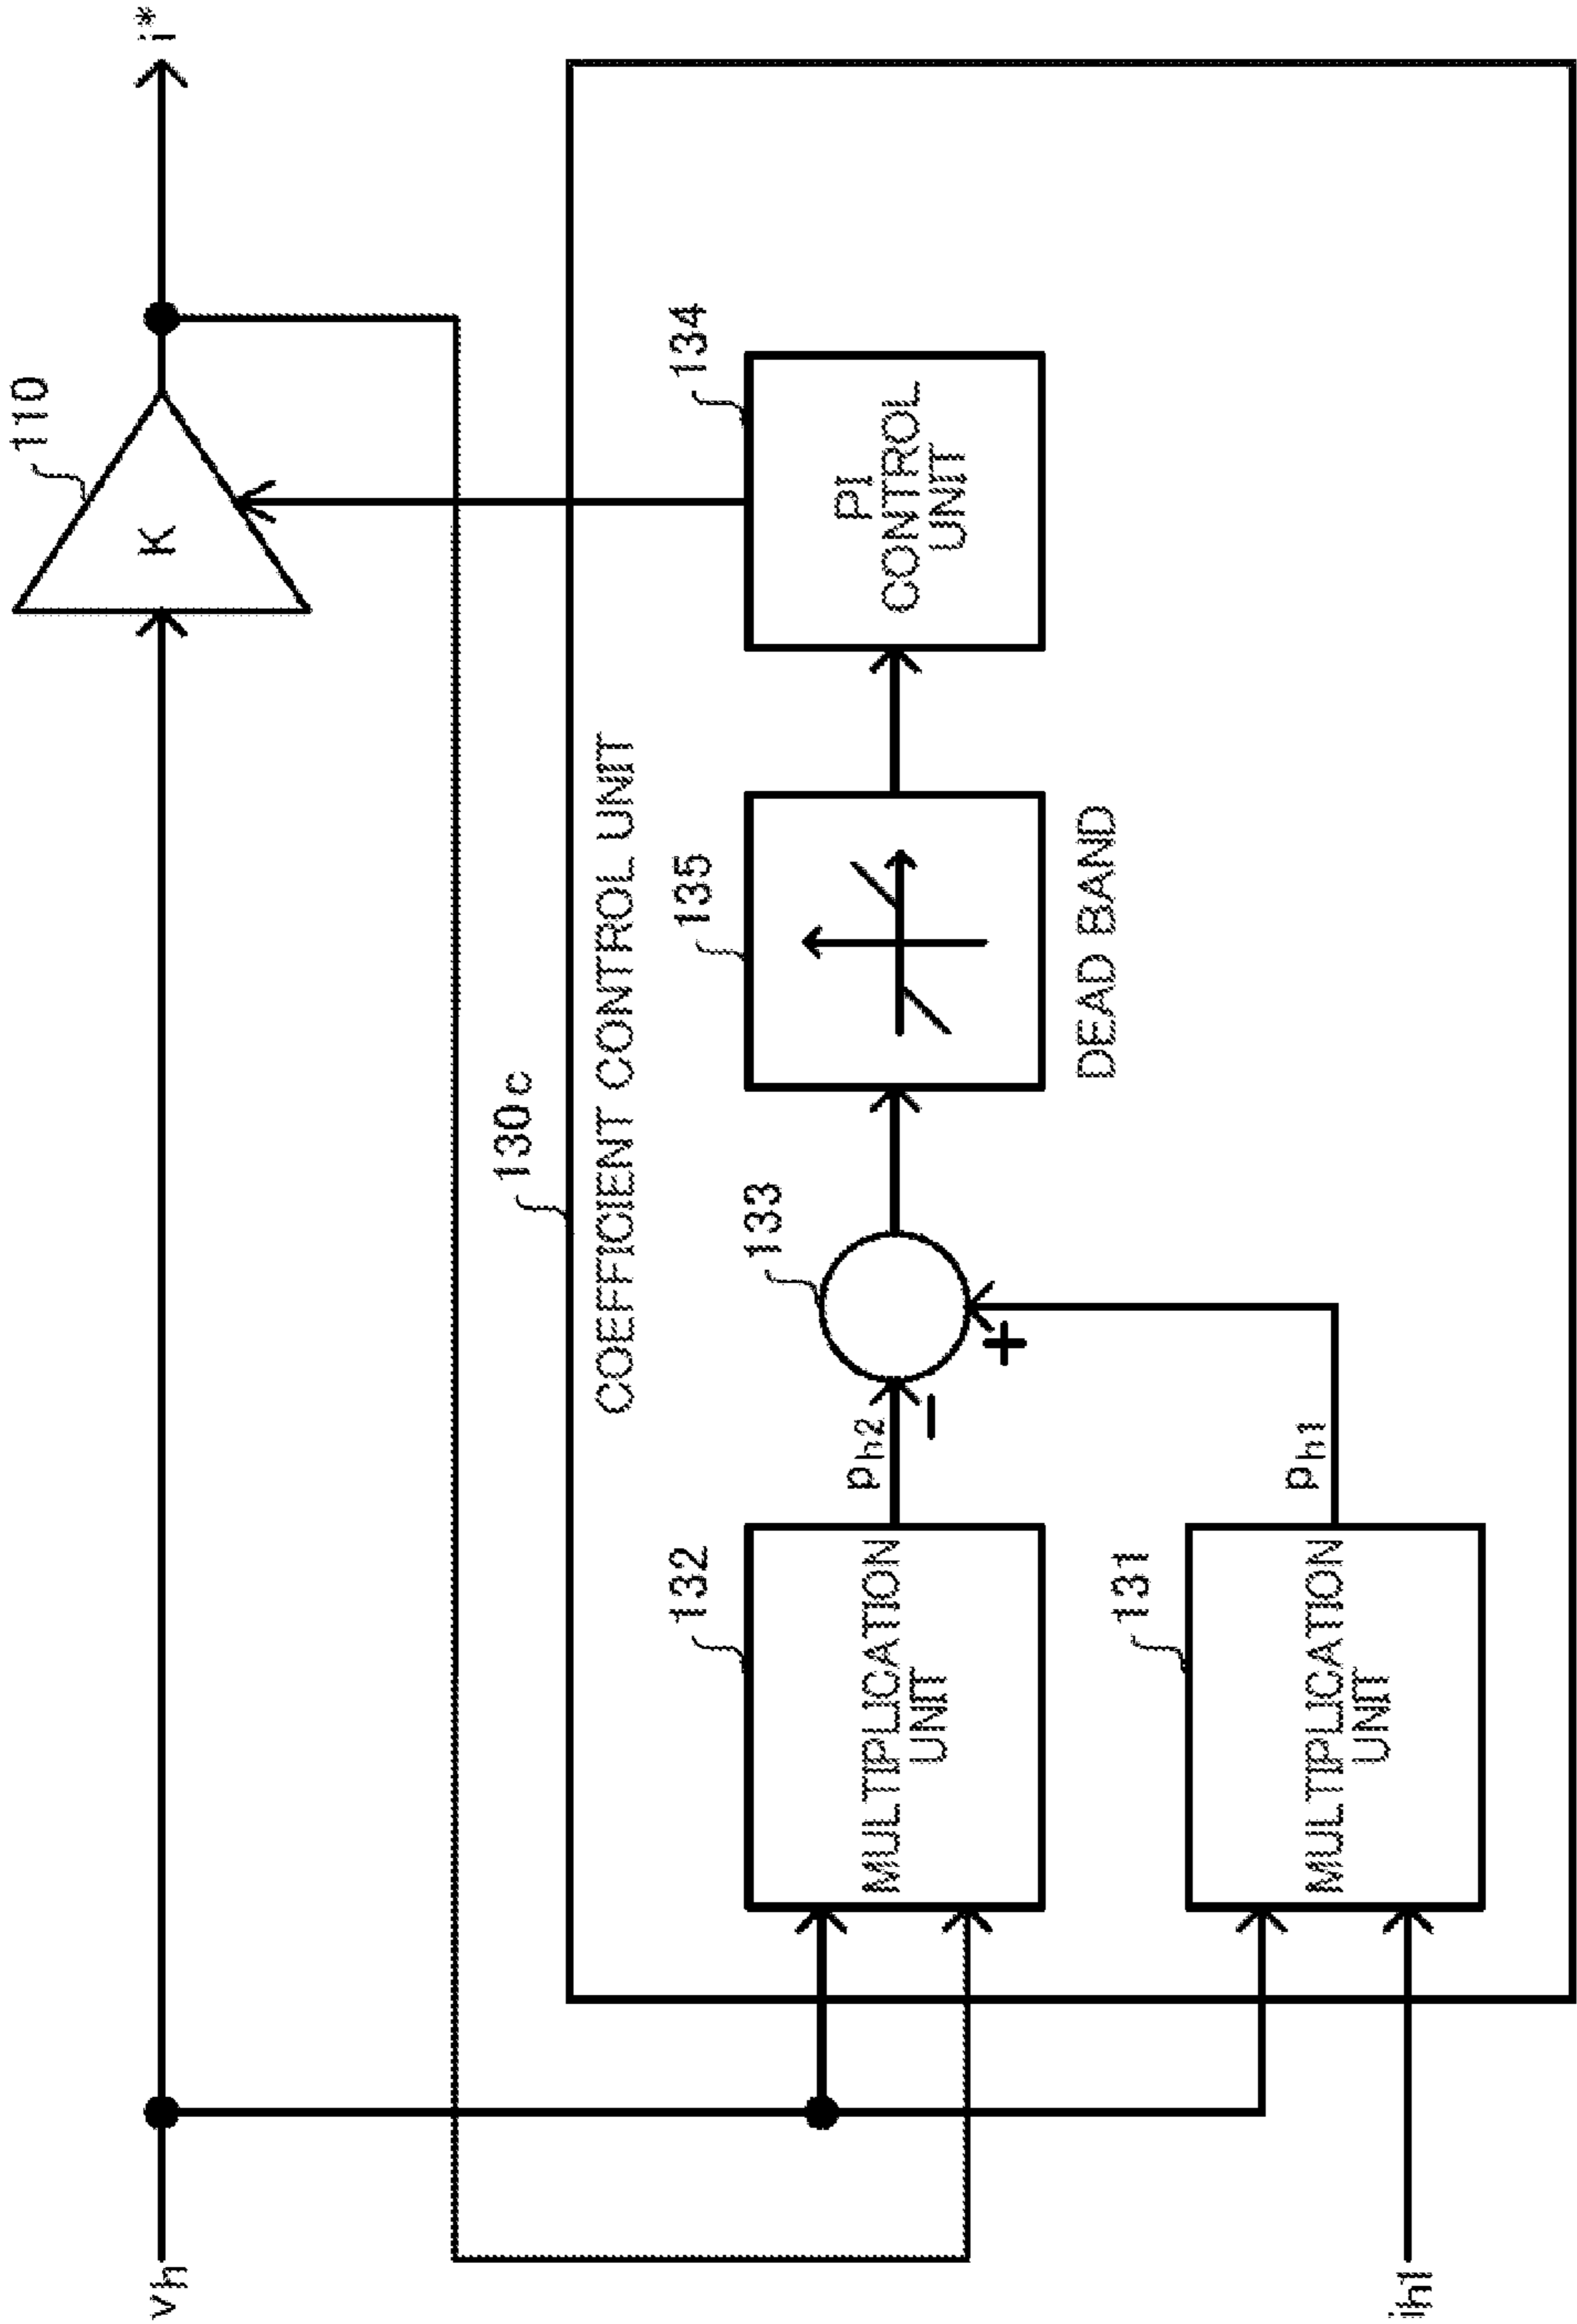 110
K
i*
vh
130c
COEFFICIENT CONTROL UNIT
132
MULTIPLICATION
UNIT
ph2
−
133
+
135
DEAD BAND
134
PI
CONTROL
UNIT
131
MULTIPLICATION
UNIT
ph1
ihl